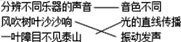 分辨不同乐器的声音 音色不同
风吹树叶沙沙响 光的直线传播
一叶障目不见泰山 振动发声